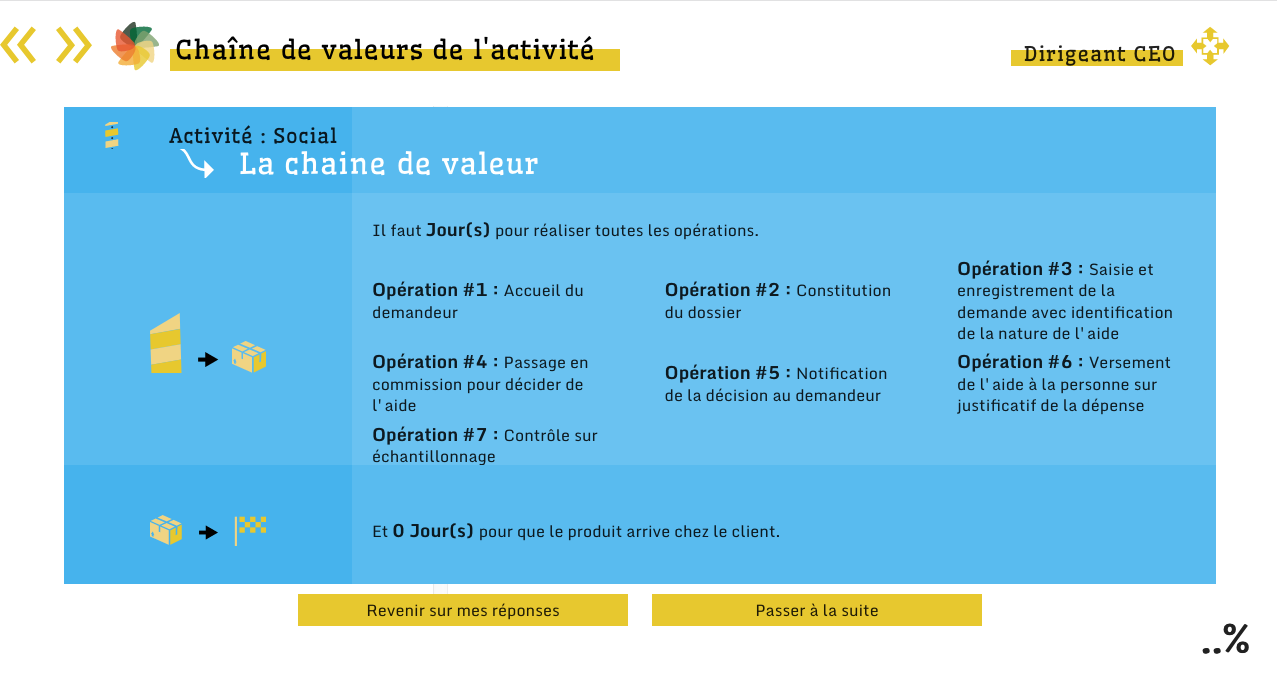 Chaîne de valeurs de l'activité
Dirigeant CEO
Activité : Social
La chaine de valeur
Il faut Jour(s) pour réaliser toutes les opérations.
Opération #1 : Accueil du
demandeur
Opération #2 : Constitution
du dossier
Opération #3 : Saisie et
enregistrement de la
demande avec identification
de la nature de l'aide
Opération #4 : Passage en
commission pour décider de
l'aide
Opération #5 : Notification
de la décision au demandeur
Opération #6 : Versement
de l'aide à la personne sur
justificatif de la dépense
Opération #7 : Contrôle sur
échantillonnage
Et 0 Jour(s) pour que le produit arrive chez le client.
Revenir sur mes réponses
Passer à la suite
..%